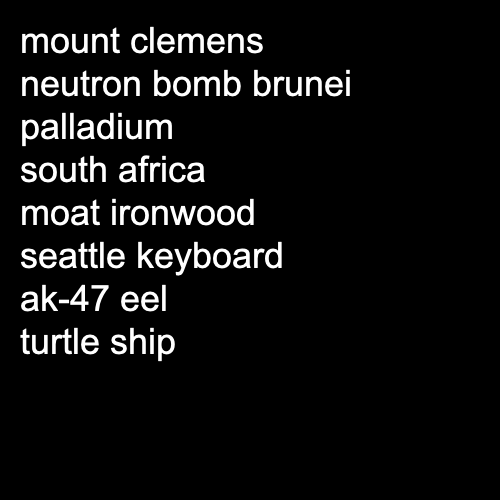 mount clemens
neutron bomb brunei
palladium
south africa
moat ironwood
seattle keyboard
ak-47 eel
turtle ship